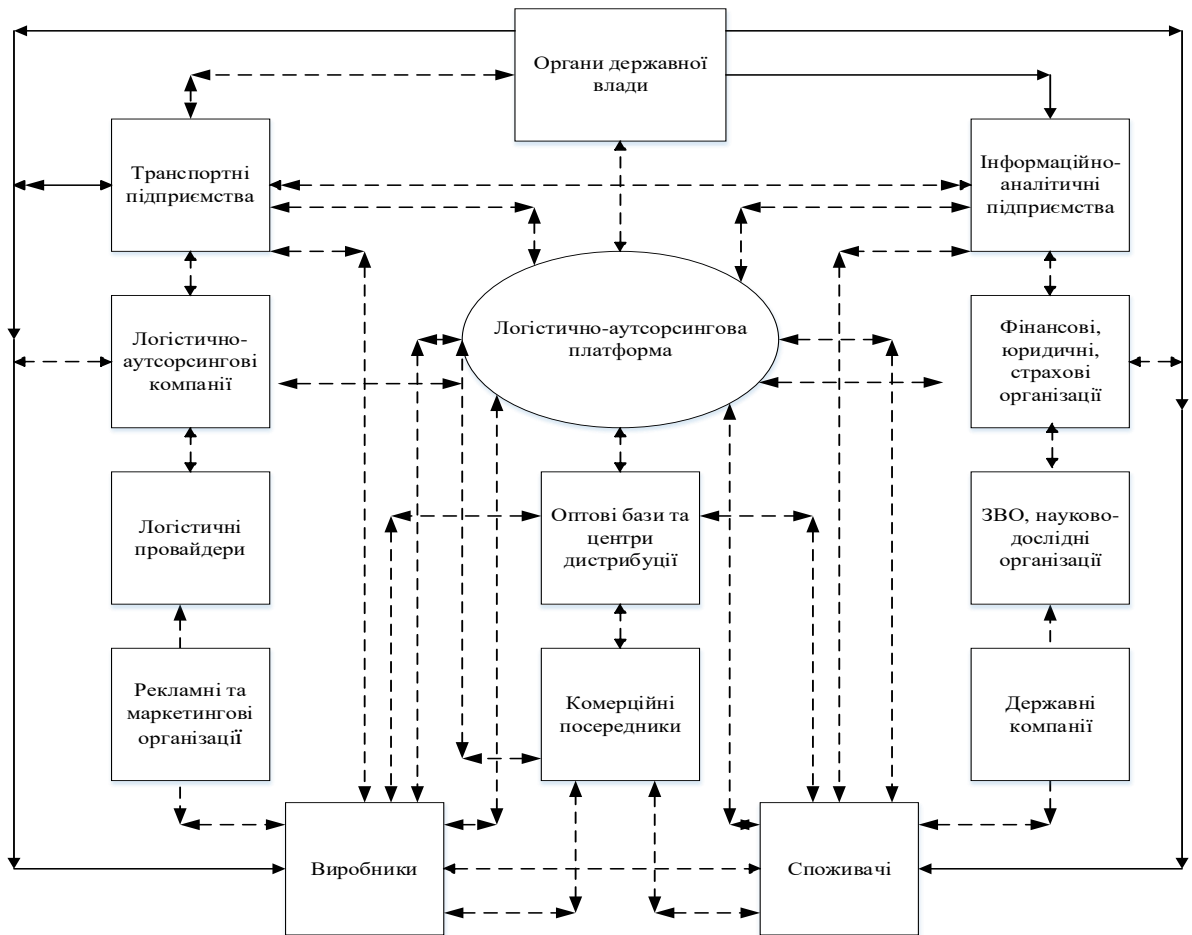 Органи державної
влади
Транспортні
підприємства
Інформаційно-
аналітичні
підприємства
Логістично-
аутсорсингові
компанії
Логістично-аутсорсингова
платформа
Фінансові,
юридичні,
страхові
організації
Логістичні
провайдери
Оптові бази та
центри
дистрибуції
ЗВО, науково-
дослідні
організації
Рекламні та
маркетингові
організації
Комерційні
посередники
Державні
компанії
Виробники
Споживачі